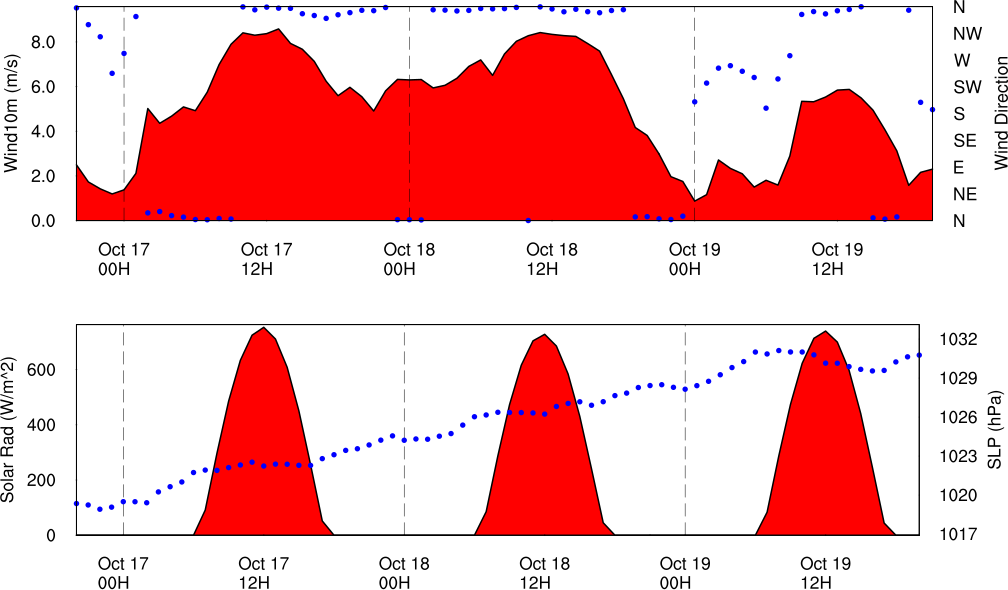 N
8.0
NW
W
6.0
SW
S
4.0
SE
E
2.0
NE
0.0
N
Wind10m (m/s)
Wind Direction
Oct 17
00H
Oct 17
12H
Oct 18
00H
Oct 18
12H
Oct 19
00H
Oct 19
12H
1032
600
1029
400
1026
1023
200
1020
0
1017
Solar Rad (W/m^2)
SLP (hPa)
Oct 17
00H
Oct 17
12H
Oct 18
00H
Oct 18
12H
Oct 19
00H
Oct 19
12H